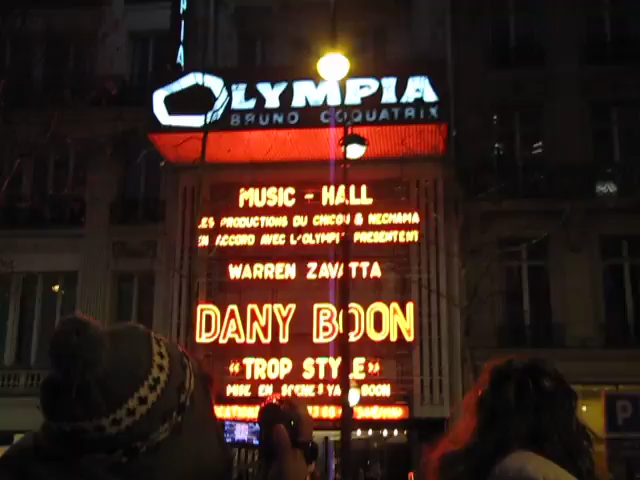 OLYMPIA
BRUNO COQUATRIX
MUSIC - HALL
LES PRODUCTIONS DU CHICOU & NECHAMA
EN ACCORD AVEC L'OLYMPIA PRESENTENT
WARREN ZAVATTA
DANY BOON
"TROP STYLE"
MISE EN SCENE YA BOON
P